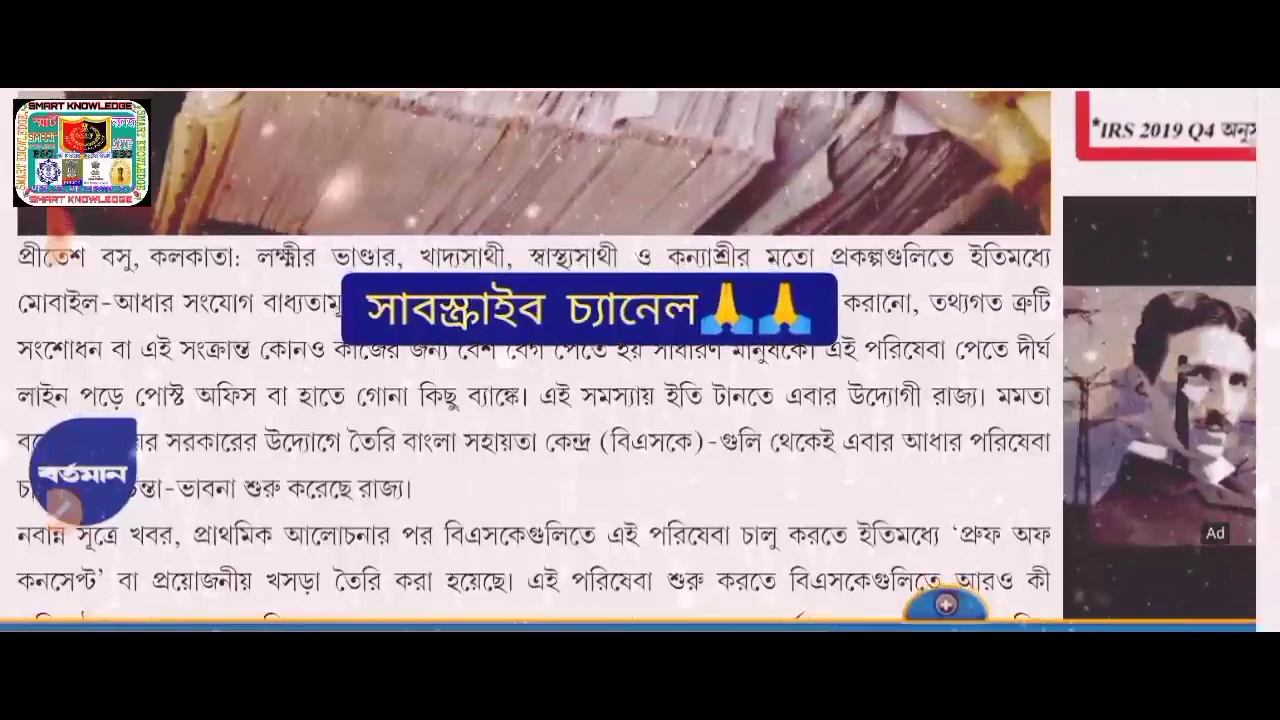 SMART KNOWLEDGE
স্মার্ট
SMART KNOWLEDGE
*IRS 2019 Q4 অনুস
প্রীতেশ বসু, কলকাতা: লক্ষ্মীর ভাণ্ডার, খাদ্যসাথী, স্বাস্থ্যসাথী ও কন্যাশ্রীর মতো প্রকল্পগুলিতে ইতিমধ্যে
মোবাইল-আধার সংযোগ করানো, তথ্যগত ত্রুটি
সাবস্ক্রাইব চ্যানেল🙏🙏
সংশোধন বা এই সংক্রান্ত কোনও কাজের জন্য বেশ বেগ পেতে হয় সাধারণ মানুষকে। এই পরিষেবা পেতে দীর্ঘ
লাইন পড়ে পোস্ট অফিস বা হাতে গোনা কিছু ব্যাঙ্কে। এই সমস্যায় ইতি টানতে এবার উদ্যোগী রাজ্য। মমতা
সরকারের উদ্যোগে তৈরি বাংলা সহায়তা কেন্দ্র (বিএসকে)-গুলি থেকেই এবার আধার পরিষেবা
বর্তমান
ভাবনা শুরু করেছে রাজ্য।
নবান্ন সূত্রে খবর, প্রাথমিক আলোচনার পর বিএসকেগুলিতে এই পরিষেবা চালু করতে ইতিমধ্যে ‘প্রুফ অফ
Ad
কনসেপ্ট’ বা প্রয়োজনীয় খসড়া তৈরি করা হয়েছে। এই পরিষেবা শুরু করতে বিএসকেগুলিতে আরও কী